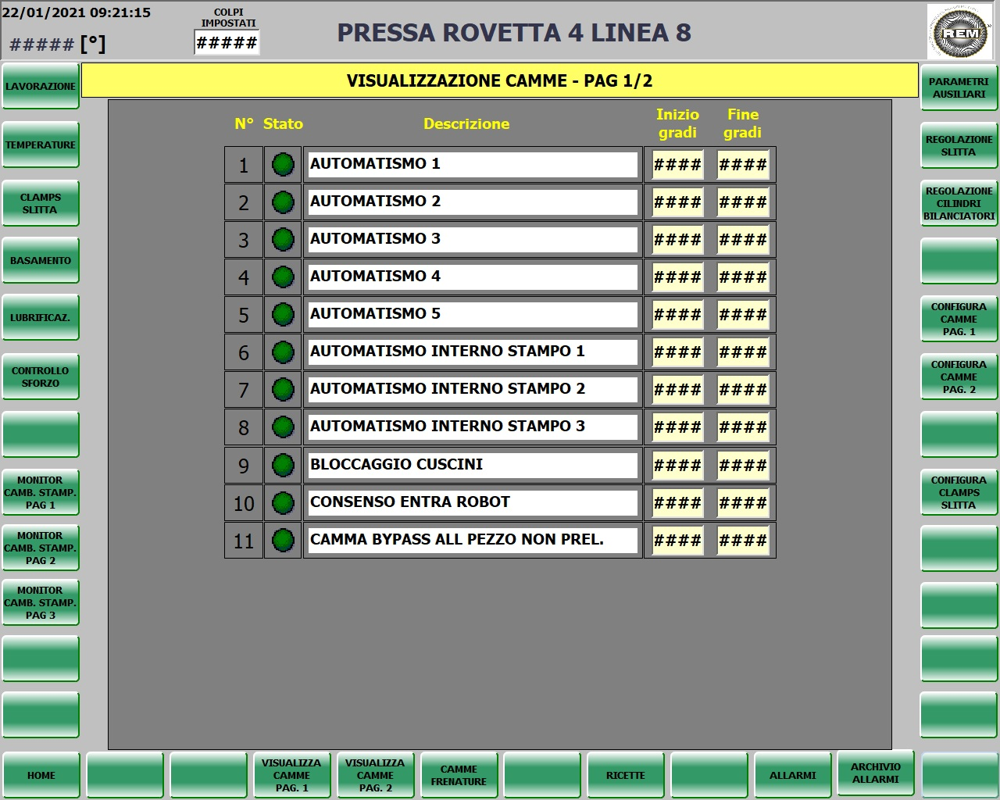 22/01/2021 09:21:15
##### [°]
COLPI
IMPOSTATI
#####
PRESSA ROVETTA 4 LINEA 8
REM
VISUALIZZAZIONE CAMME - PAG 1/2
LAVORAZIONE
TEMPERATURE
CLAMPS
SLITTA
BASAMENTO
LUBRIFICAZ.
CONTROLLO
SFORZO
MONITOR
CAMB. STAMP.
PAG 1
MONITOR
CAMB. STAMP.
PAG 2
MONITOR
CAMB. STAMP.
PAG 3
N° Stato Descrizione Inizio gradi Fine gradi
1 AUTOMATISMO 1 #### ####
2 AUTOMATISMO 2 #### ####
3 AUTOMATISMO 3 #### ####
4 AUTOMATISMO 4 #### ####
5 AUTOMATISMO 5 #### ####
6 AUTOMATISMO INTERNO STAMPO 1 #### ####
7 AUTOMATISMO INTERNO STAMPO 2 #### ####
8 AUTOMATISMO INTERNO STAMPO 3 #### ####
9 BLOCCAGGIO CUSCINI #### ####
10 CONSENSO ENTRA ROBOT #### ####
11 CAMMA BYPASS ALL PEZZO NON PREL. #### ####
PARAMETRI
AUSILIARI
REGOLAZIONE
SLITTA
REGOLAZIONE
CILINDRI
BILANCIATORI
CONFIGURA
CAMME
PAG. 1
CONFIGURA
CAMME
PAG. 2
CONFIGURA
CLAMPS
SLITTA
HOME
VISUALIZZA
CAMME
PAG. 1
VISUALIZZA
CAMME
PAG. 2
CAMME
FRENATURE
RICETTE
ALLARMI
ARCHIVIO
ALLARMI